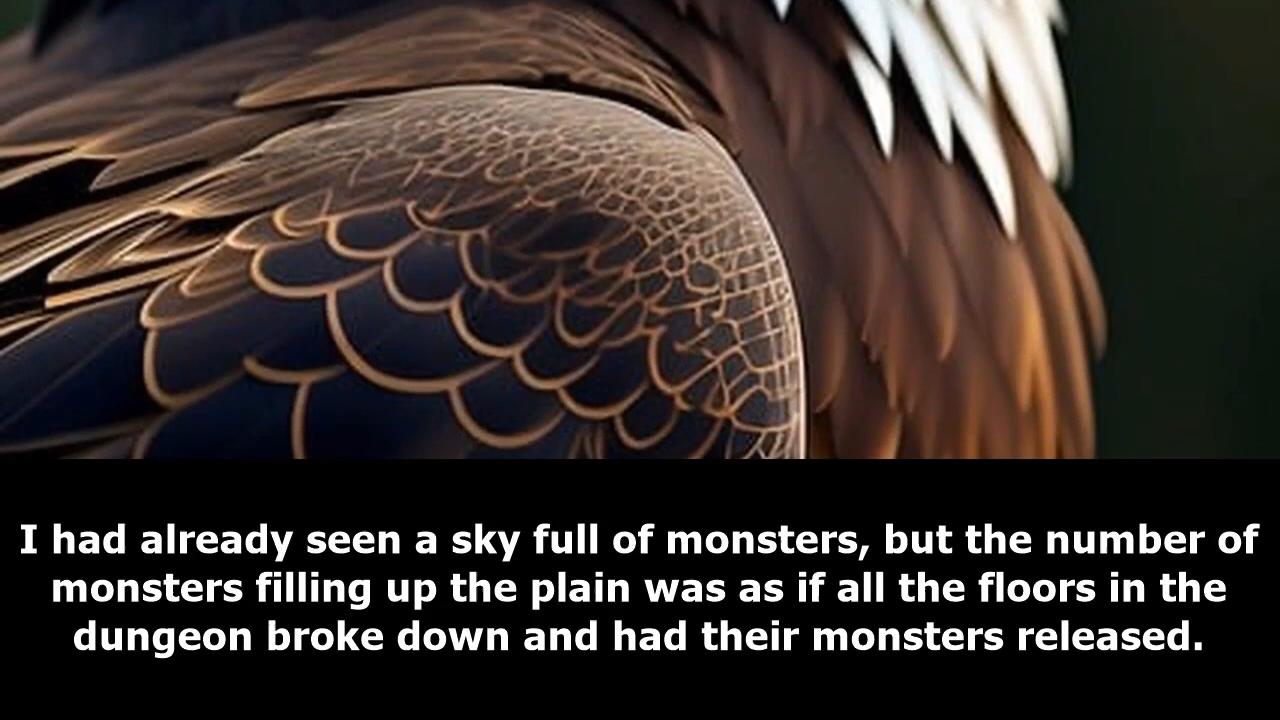 I had already seen a sky full of monsters, but the number of
monsters filling up the plain was as if all the floors in the
dungeon broke down and had their monsters released.